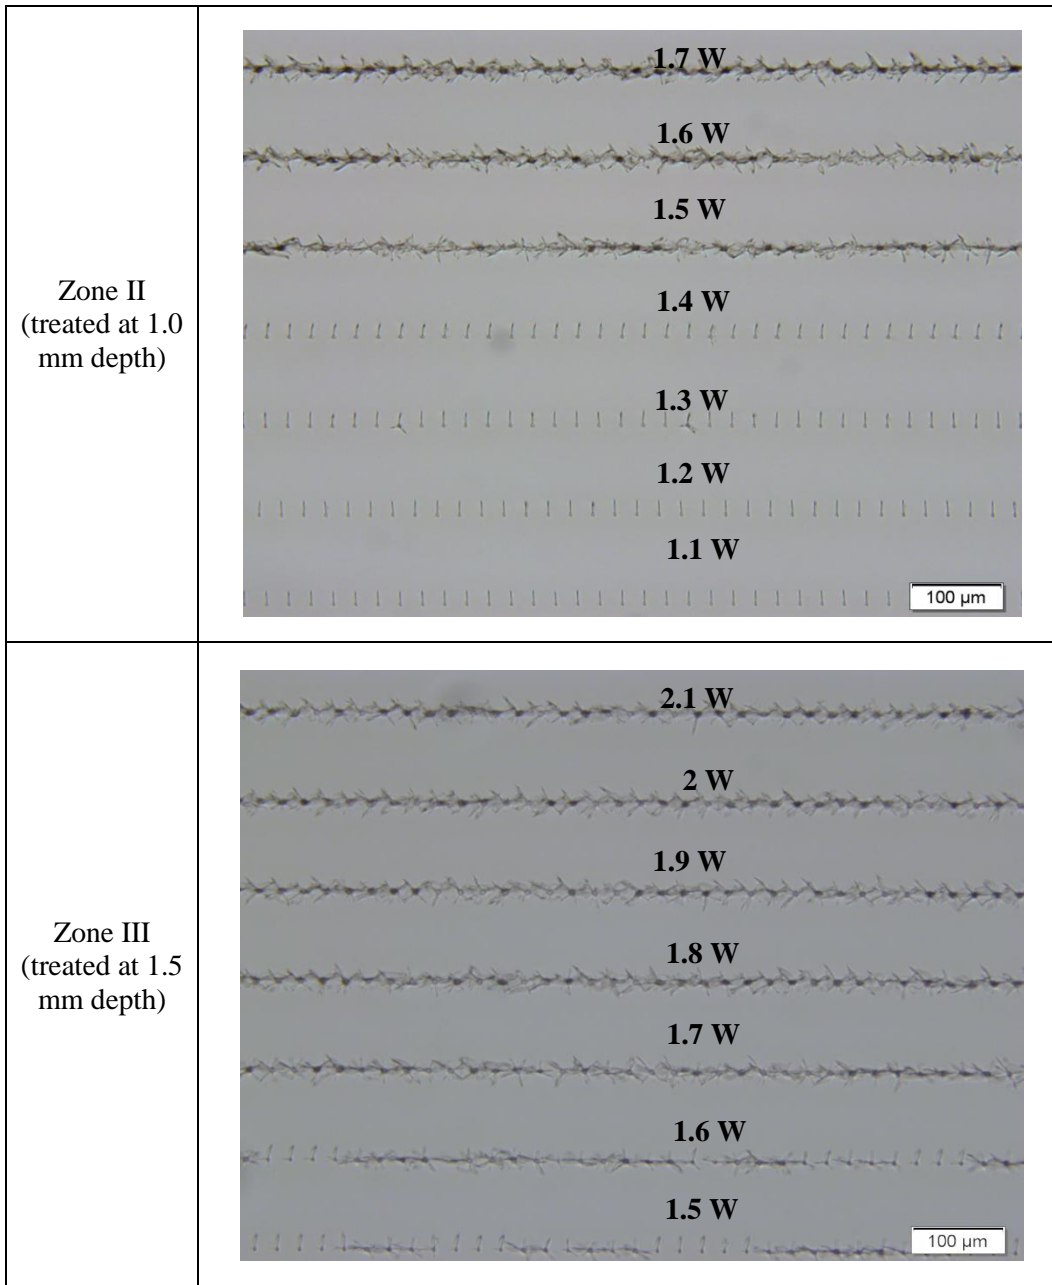 Zone II
(treated at 1.0
mm depth)
1.7 W
1.6 W
1.5 W
1.4 W
1.3 W
1.2 W
1.1 W
100 µm
Zone III
(treated at 1.5
mm depth)
2.1 W
2 W
1.9 W
1.8 W
1.7 W
1.6 W
1.5 W
100 µm